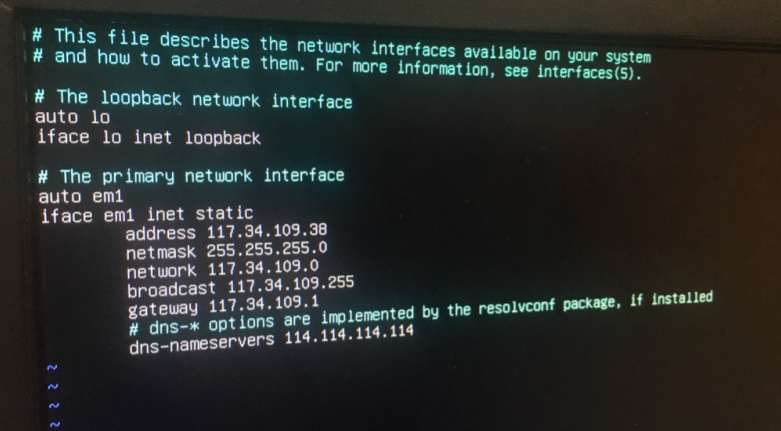 # This file describes the network interfaces available on your system
# and how to activate them. For more information, see interfaces(5).
# The loopback network interface
auto lo
iface lo inet loopback
# The primary network interface
auto em1
iface em1 inet static
address 117.34.109.38
netmask 255.255.255.0
network 117.34.109.0
broadcast 117.34.109.255
gateway 117.34.109.1
# dns-* options are implemented by the resolvconf package, if installed
dns-nameservers 114.114.114.114
~
~
~
~